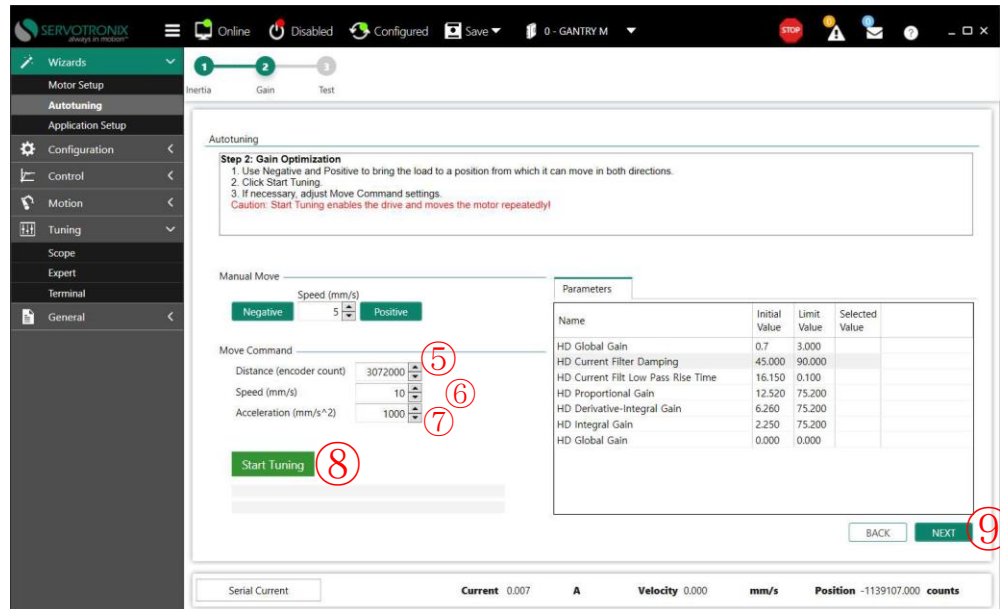 SERVOTRONIX
always in motion™
Online
Disabled
Configured
Save
0 - GANTRY M
STOP
0
0
?
Wizards
Motor Setup
Autotuning
Application Setup
Configuration
Control
Motion
Tuning
Scope
Expert
Terminal
General
1 2 3
Inertia Gain Test
Autotuning
Step 2: Gain Optimization
1. Use Negative and Positive to bring the load to a position from which it can move in both directions.
2. Click Start Tuning.
3. If necessary, adjust Move Command settings.
Caution: Start Tuning enables the drive and moves the motor repeatedly!
Manual Move
Speed (mm/s)
Negative 5 Positive
Move Command
Distance (encoder count) 3072000 ⑤
Speed (mm/s) 10 ⑥
Acceleration (mm/s^2) 1000 ⑦
Start Tuning ⑧
Parameters
Name Initial Value Limit Value Selected Value
HD Global Gain 0.7 3.000
HD Current Filter Damping 45.000 90.000
HD Current Filt Low Pass Rise Time 16.150 0.100
HD Proportional Gain 12.520 75.200
HD Derivative-Integral Gain 6.260 75.200
HD Integral Gain 2.250 75.200
HD Global Gain 0.000 0.000
BACK NEXT ⑨
Serial Current Current 0.007 A Velocity 0.000 mm/s Position -1139107.000 counts